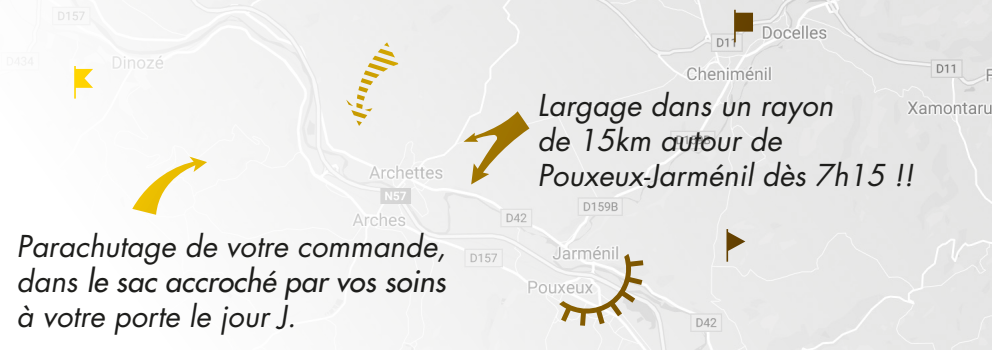 D157
D434
Dinozé
D11
Docelles
Cheniménil
D11
Xamontaru
Largage dans un rayon
de 15km autour de
Pouxeux-Jarménil dès 7h15 !!
Archettes
N57
Arches
D159B
D42
Parachutage de votre commande,
dans le sac accroché par vos soins
à votre porte le jour J.
D157
Jarménil
Pouxeux
D42